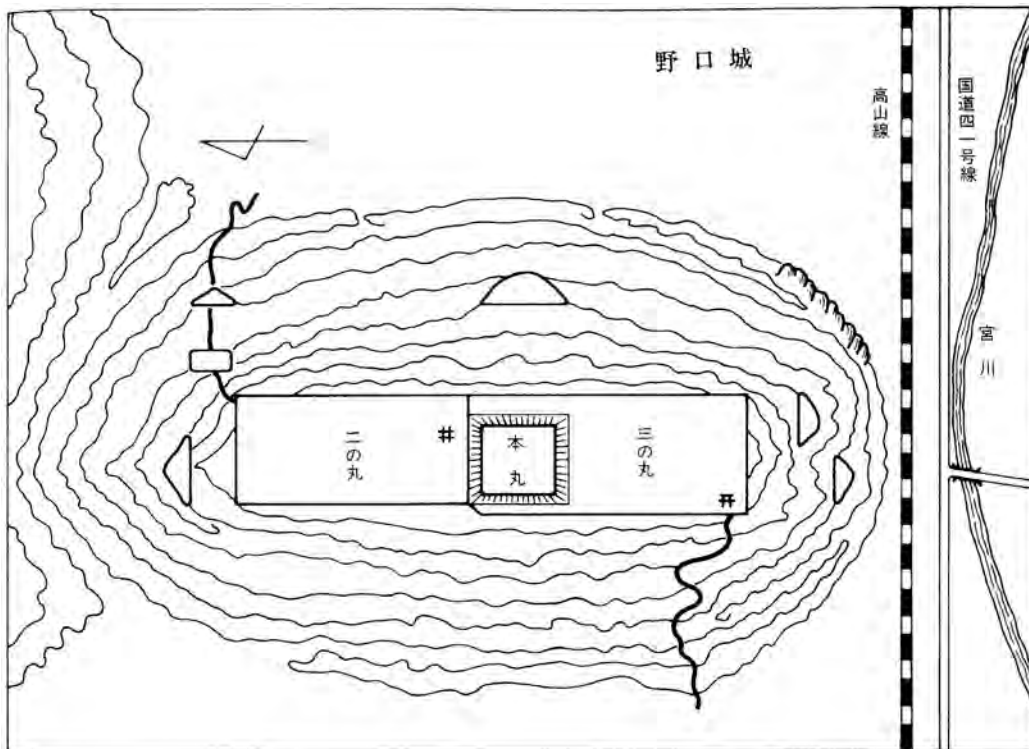 野口城
高山線
国道四一号線
宮川
二の丸
本丸
三の丸